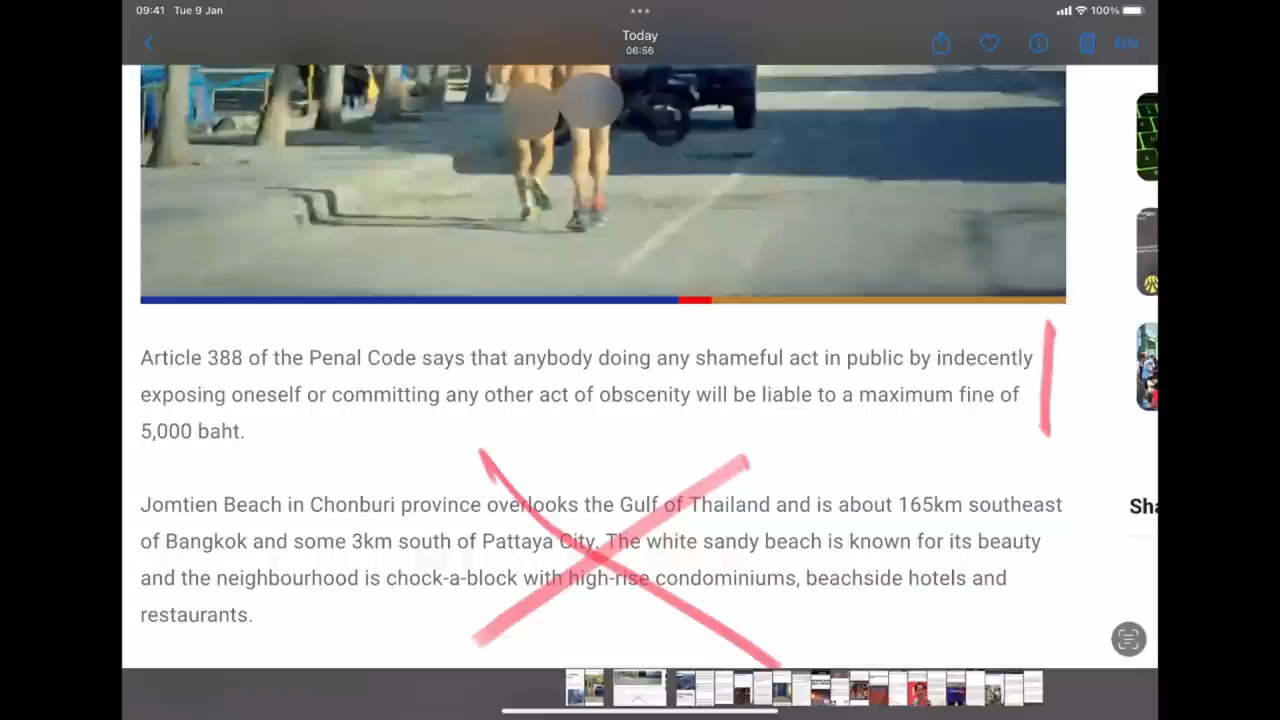 09:41 Tue 9 Jan
100%
Today
06:56
Edit
Article 388 of the Penal Code says that anybody doing any shameful act in public by indecently
exposing oneself or committing any other act of obscenity will be liable to a maximum fine of
5,000 baht.
Sha
Jomtien Beach in Chonburi province overlooks the Gulf of Thailand and is about 165km southeast
of Bangkok and some 3km south of Pattaya City. The white sandy beach is known for its beauty
and the neighbourhood is chock-a-block with high-rise condominiums, beachside hotels and
restaurants.